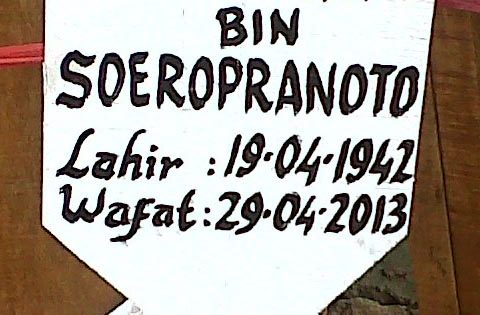 BIN
SOEROPRANOTO
Lahir : 19·04·1942
Wafat : 29·04·2013